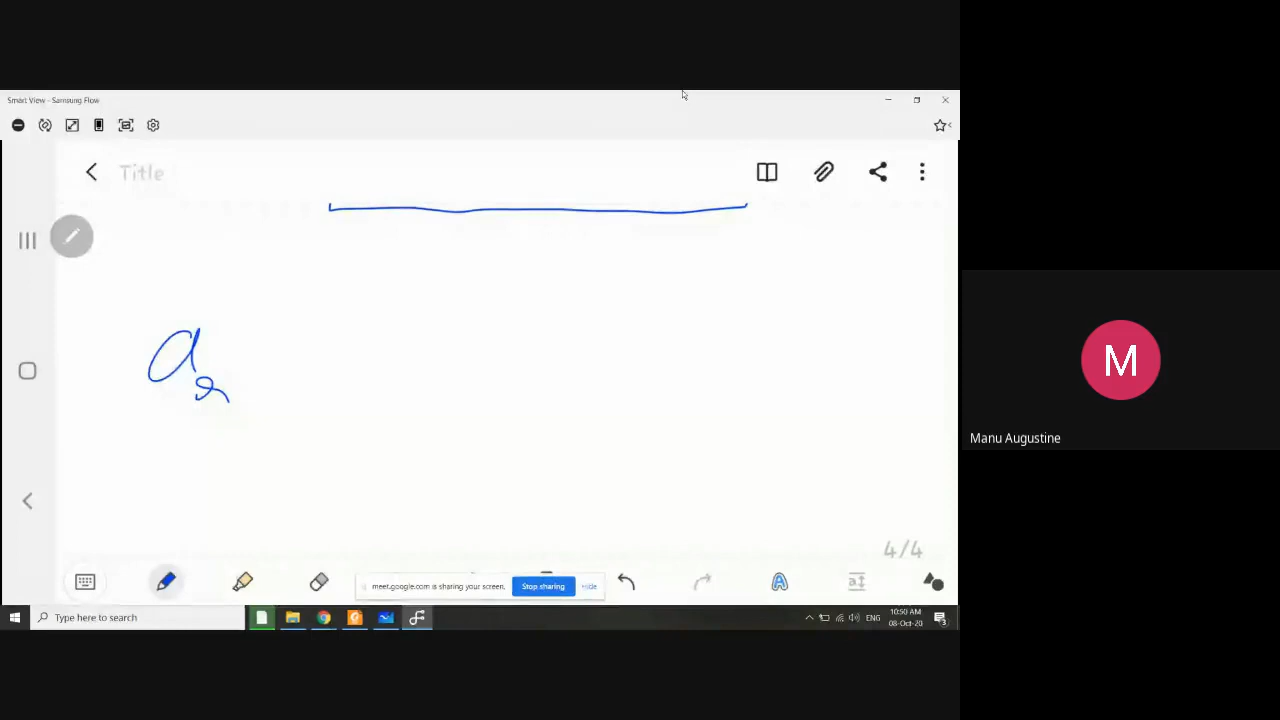 Smart View - Samsung Flow
Title
4/4
meet.google.com is sharing your screen.
Stop sharing
Hide
Type here to search
ENG
10:50 AM
08-Oct-20
3
M
Manu Augustine